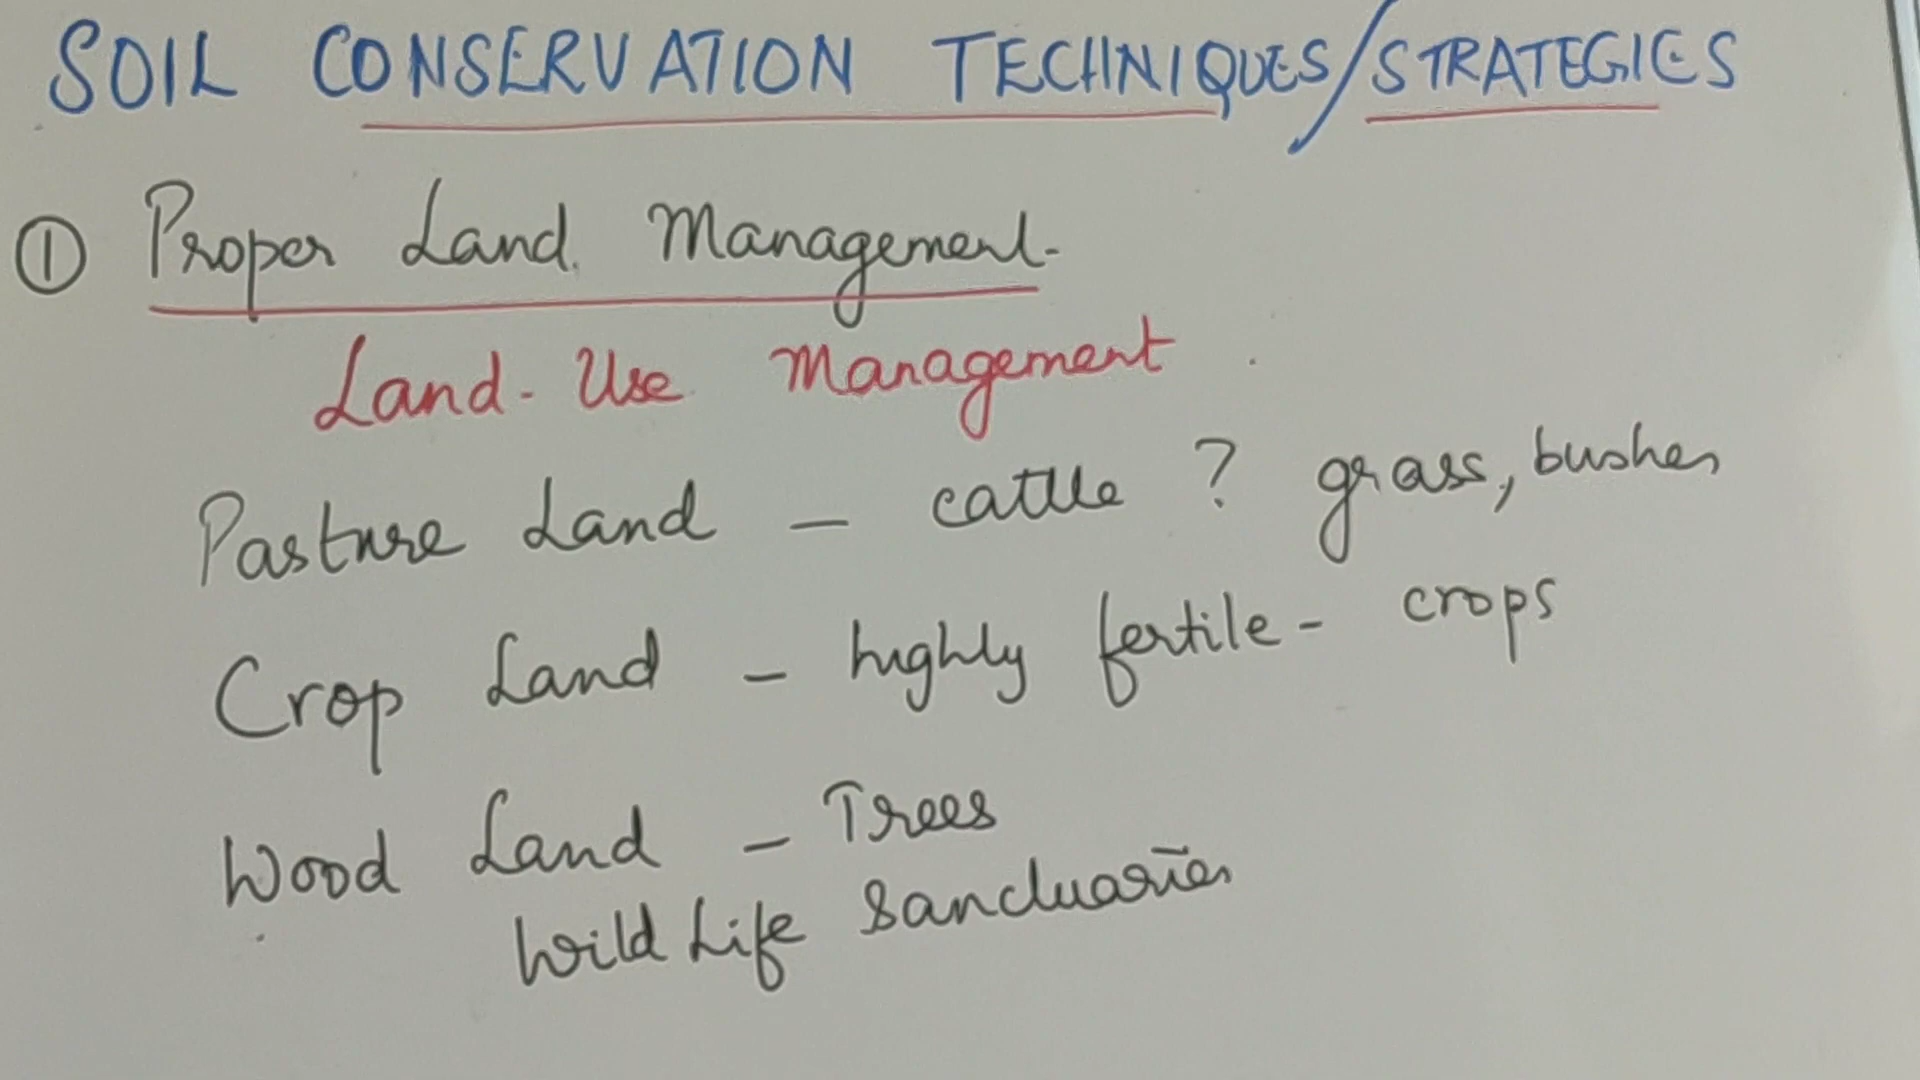 SOIL CONSERVATION TECHNIQUES/STRATEGIES
① Proper Land Management-
Land-Use Management
Pasture Land – cattle ? grass, bushes
Crop Land – highly fertile - crops
Wood Land – Trees
Wild Life Sanctuaries